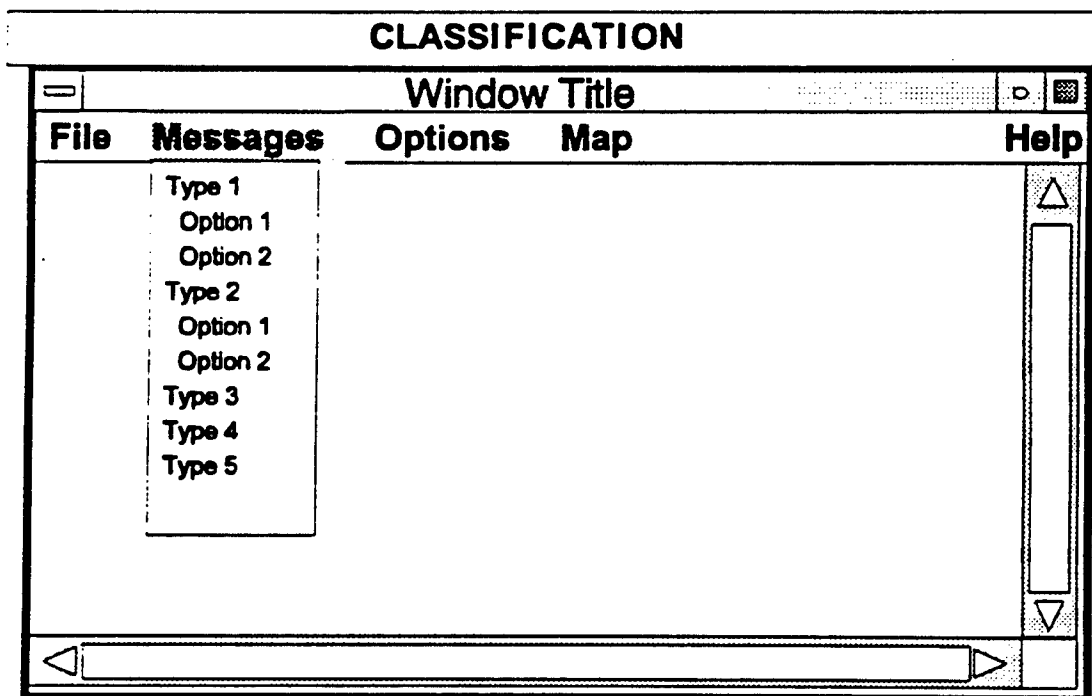 CLASSIFICATION
Window Title
File Messages Options Map Help
Type 1
Option 1
Option 2
Type 2
Option 1
Option 2
Type 3
Type 4
Type 5